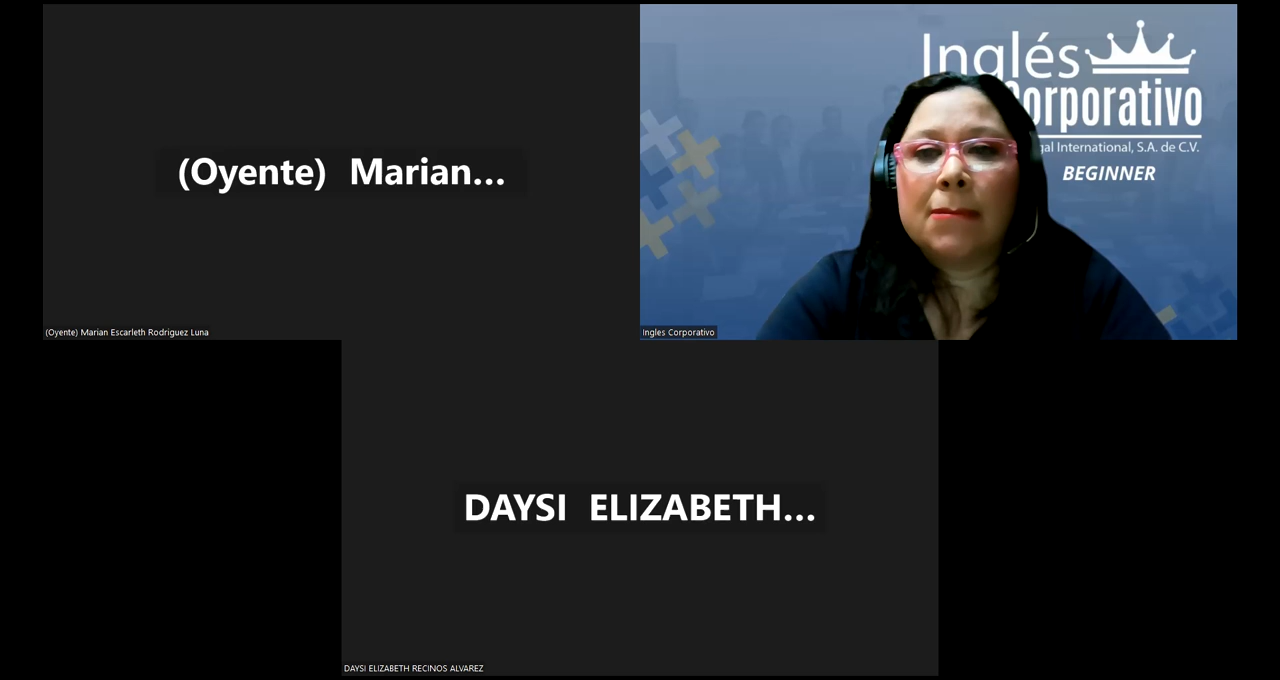 (Oyente) Marian...
(Oyente) Marian Escarleth Rodriguez Luna
Inglés
orporativo
gal International, S.A. de C.V.
BEGINNER
Ingles Corporativo
DAYSI ELIZABETH...
DAYSI ELIZABETH RECINOS ALVAREZ